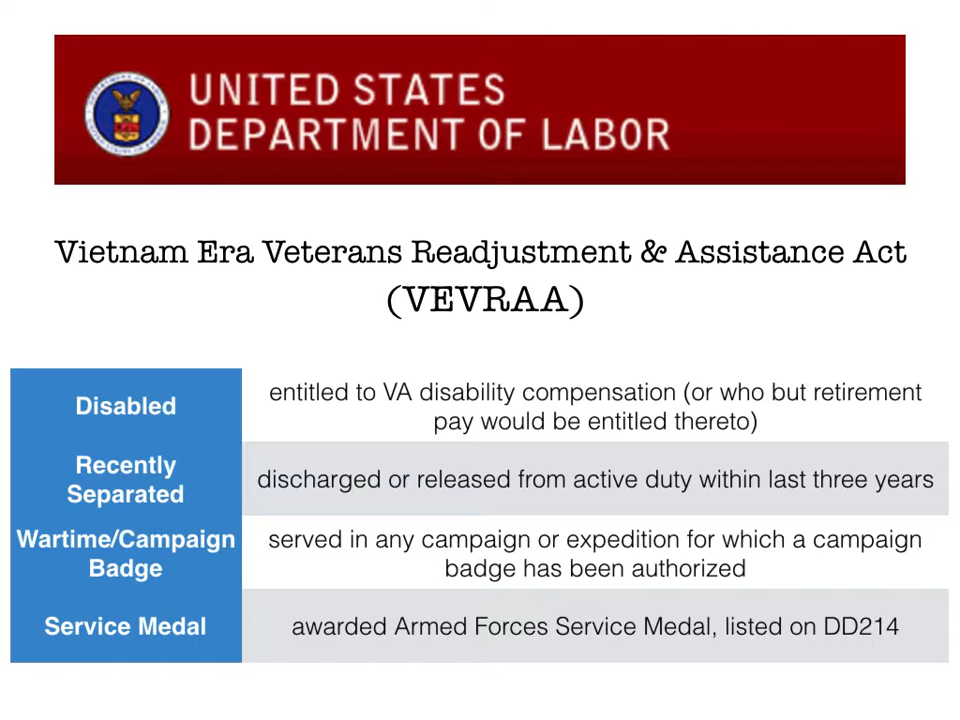 UNITED STATES
DEPARTMENT OF LABOR
Vietnam Era Veterans Readjustment & Assistance Act
(VEVRAA)
Disabled
entitled to VA disability compensation (or who but retirement
pay would be entitled thereto)
Recently
Separated
discharged or released from active duty within last three years
Wartime/Campaign
Badge
served in any campaign or expedition for which a campaign
badge has been authorized
Service Medal
awarded Armed Forces Service Medal, listed on DD214